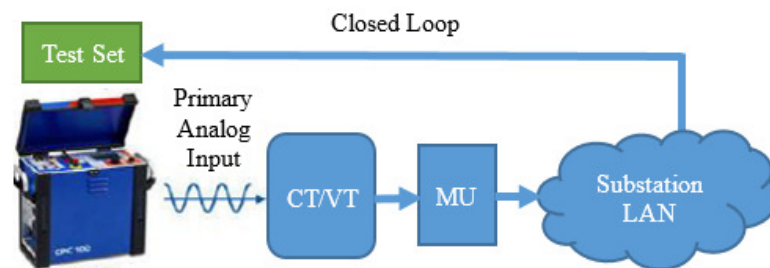 Closed Loop
Test Set
Primary
Analog
Input
CT/VT
MU
Substation
LAN
CPC 100